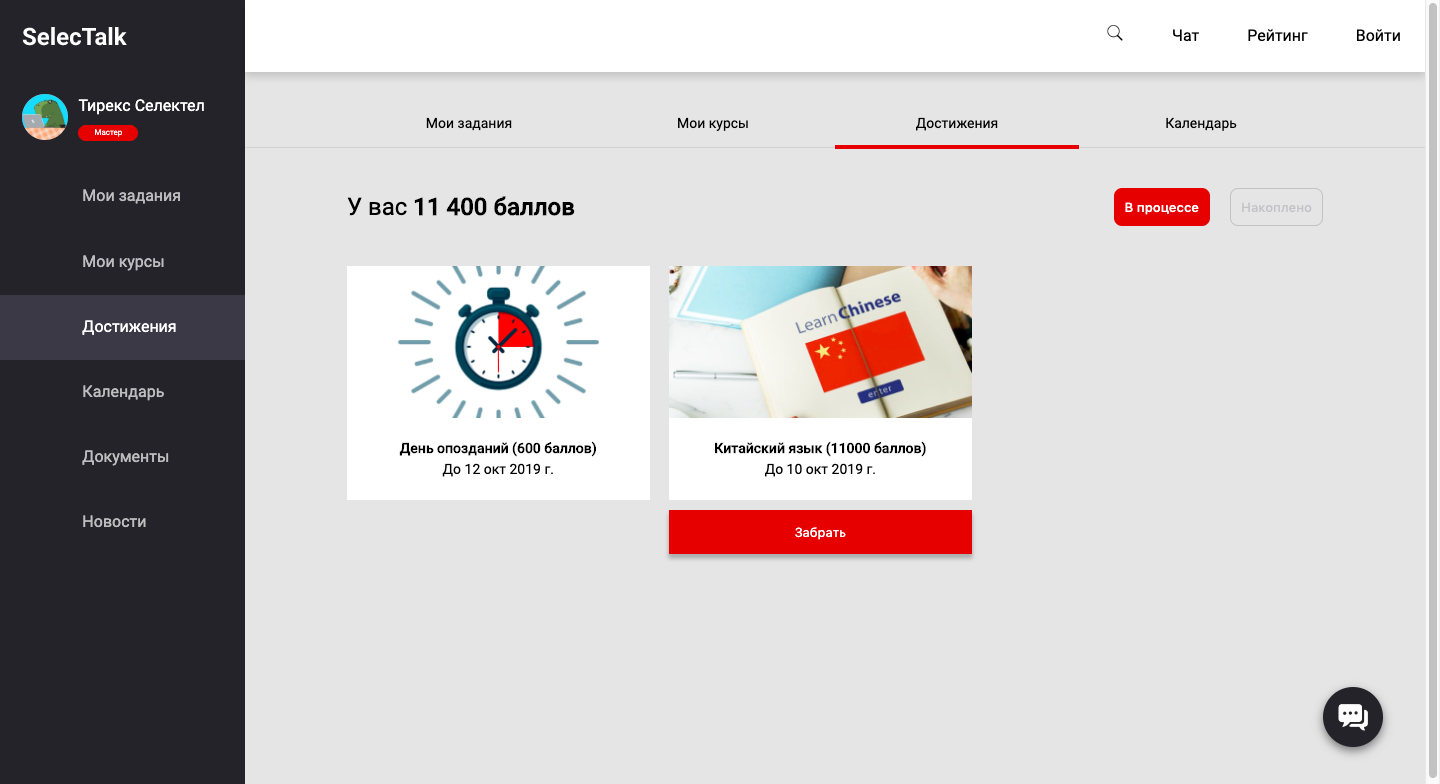 SelecTalk
Чат
Рейтинг
Войти
Тирекс Селектел
Мастер
Мои задания
Мои курсы
Достижения
Календарь
Документы
Новости
Мои задания
Мои курсы
Достижения
Календарь
У вас 11 400 баллов
В процессе
Накоплено
День опозданий (600 баллов)
До 12 окт 2019 г.
Learn Chinese
enter
Китайский язык (11000 баллов)
До 10 окт 2019 г.
Забрать